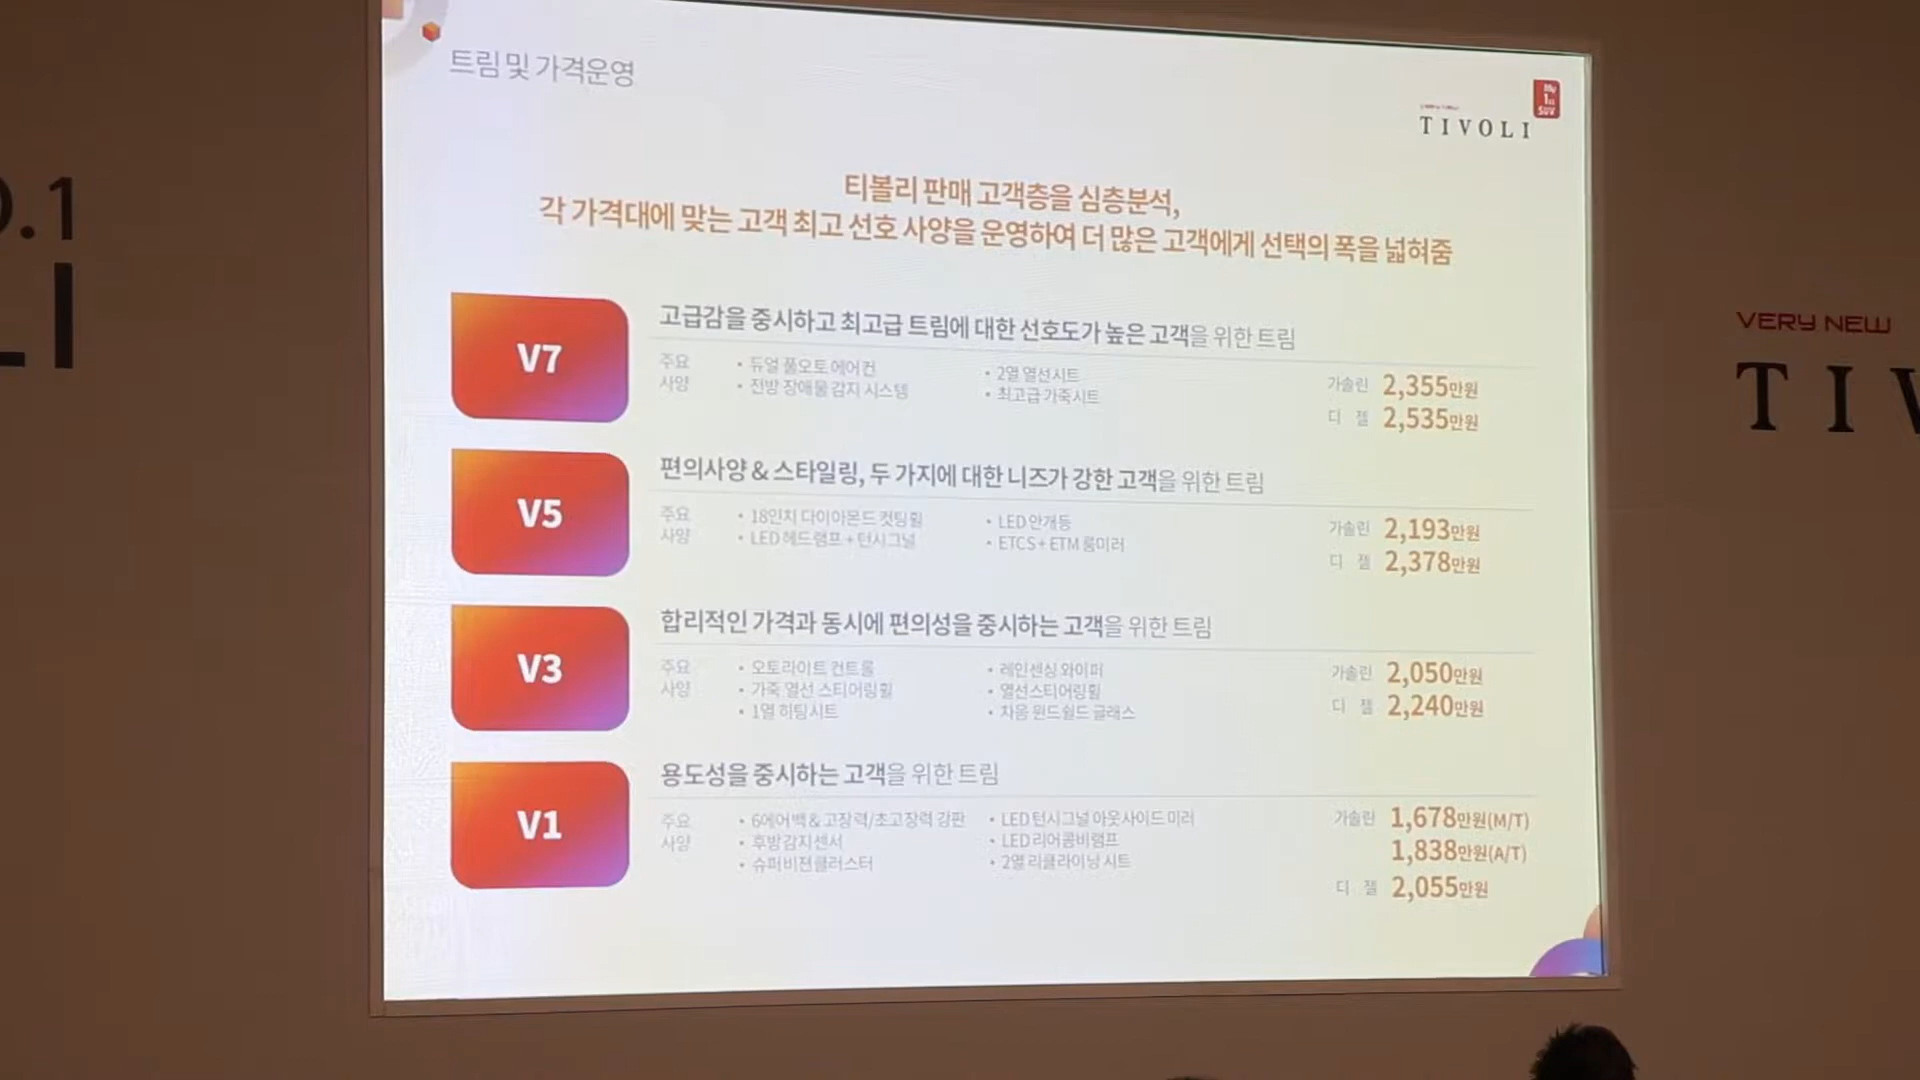 트림 및 가격운영
My
1st
SUV
TIVOLI
티볼리 판매 고객층을 심층분석,
각 가격대에 맞는 고객 최고 선호 사양을 운영하여 더 많은 고객에게 선택의 폭을 넓혀줌
V7
고급감을 중시하고 최고급 트림에 대한 선호도가 높은 고객을 위한 트림
주요 사양
• 듀얼 풀오토 에어컨
• 전방 장애물 감지 시스템
• 2열 열선시트
• 최고급 가죽시트
가솔린 2,355만원
디 젤 2,535만원
V5
편의사양 & 스타일링, 두 가지에 대한 니즈가 강한 고객을 위한 트림
주요 사양
• 18인치 다이아몬드 컷팅휠
• LED 헤드램프 + 턴시그널
• LED 안개등
• ETCS + ETM 룸미러
가솔린 2,193만원
디 젤 2,378만원
V3
합리적인 가격과 동시에 편의성을 중시하는 고객을 위한 트림
주요 사양
• 오토라이트 컨트롤
• 가죽 열선 스티어링휠
• 1열 히팅시트
• 레인센싱 와이퍼
• 열선스티어링휠
• 차음 윈드쉴드 글래스
가솔린 2,050만원
디 젤 2,240만원
V1
용도성을 중시하는 고객을 위한 트림
주요 사양
• 6에어백 & 고장력/초고장력 강판
• 후방감지센서
• 슈퍼비전클러스터
• LED 턴시그널 아웃사이드 미러
• LED 리어콤비램프
• 2열 리클라이닝 시트
가솔린 1,678만원(M/T)
1,838만원(A/T)
디 젤 2,055만원
.1
LI
VERY NEW
TIV